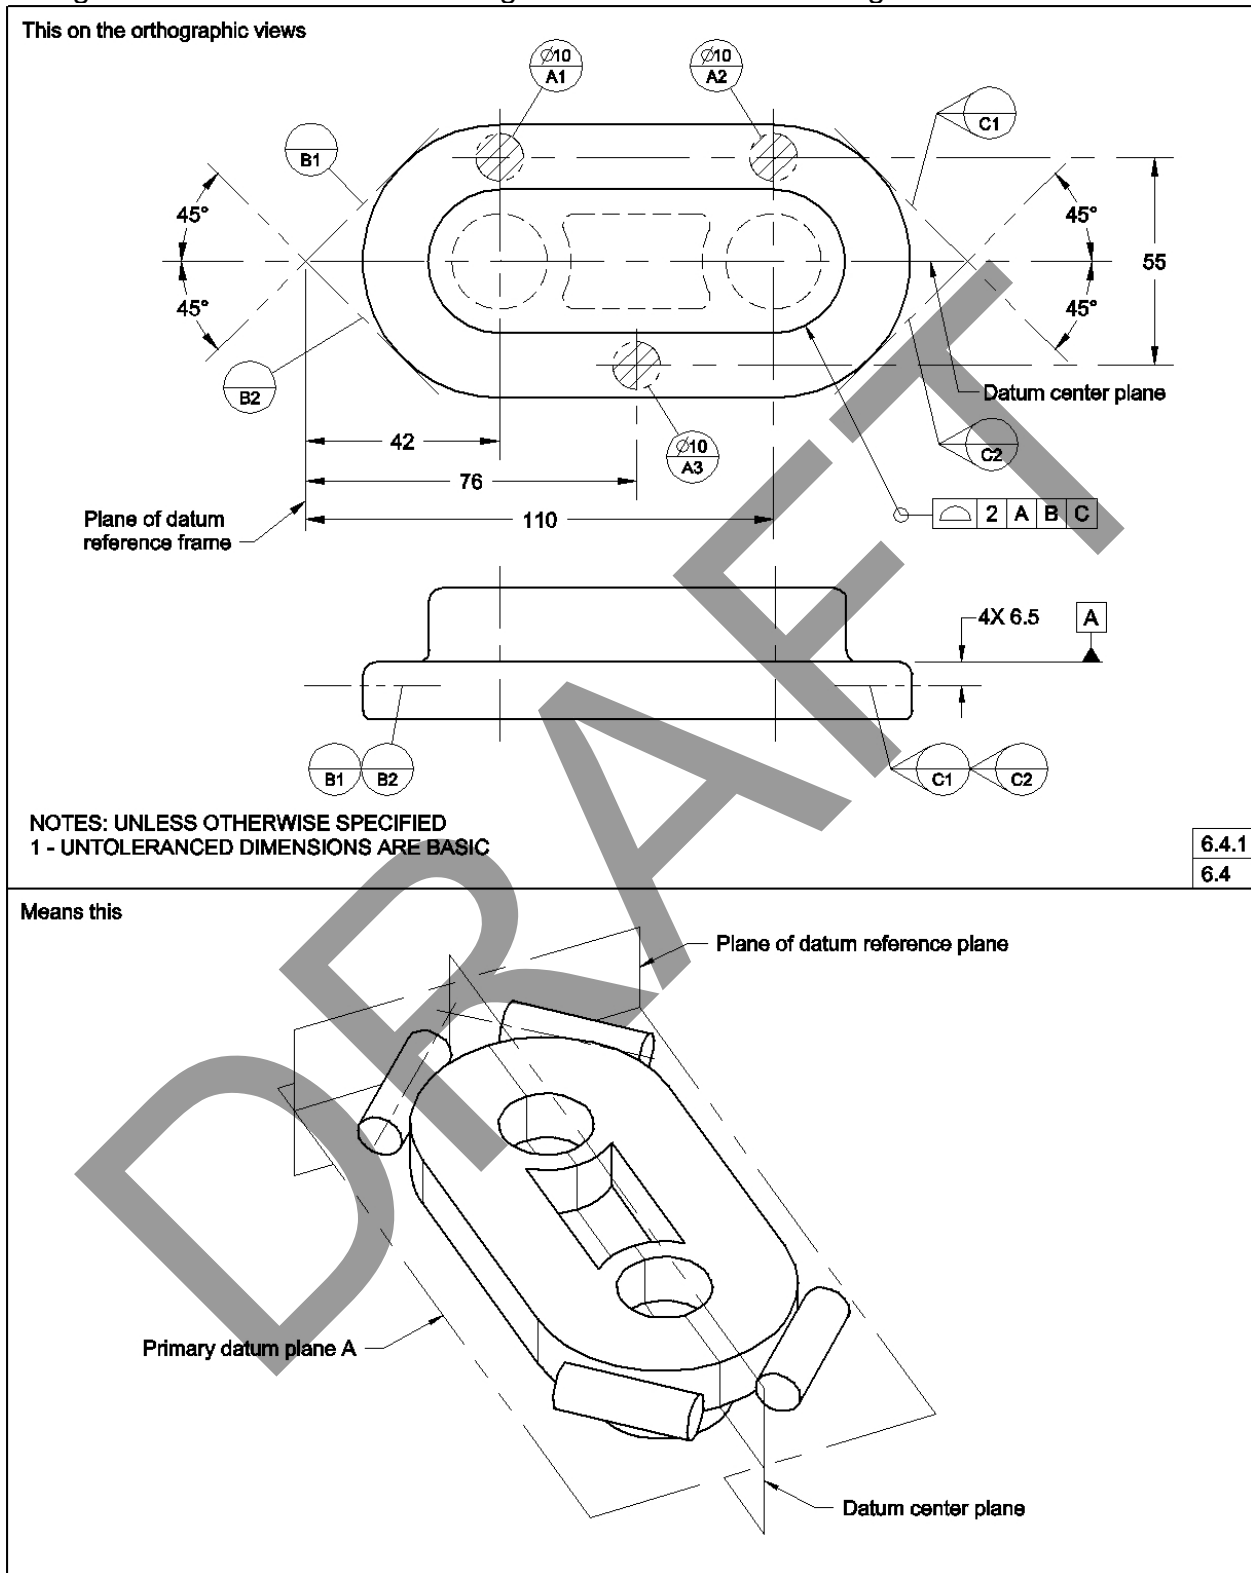 This on the orthographic views
⌀10
A1
⌀10
A2
B1
C1
45°
45°
45°
45°
55
B2
C2
Datum center plane
42
⌀10
A3
76
110
Plane of datum
reference frame
2 A B C
4X 6.5
A
B1 B2
C1 C2
NOTES: UNLESS OTHERWISE SPECIFIED
1 - UNTOLERANCED DIMENSIONS ARE BASIC
6.4.1
6.4
Means this
Plane of datum reference plane
Primary datum plane A
Datum center plane
DRAFT